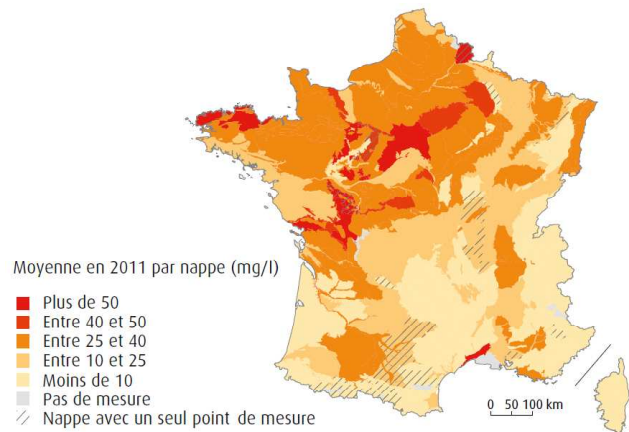 Moyenne en 2011 par nappe (mg/l)
Plus de 50
Entre 40 et 50
Entre 25 et 40
Entre 10 et 25
Moins de 10
Pas de mesure
Nappe avec un seul point de mesure
0 50 100 km